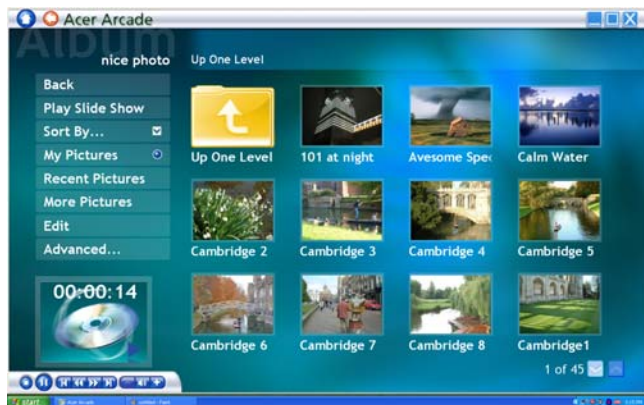 Acer Arcade
Album
nice photo
Up One Level
Back
Play Slide Show
Sort By...
My Pictures
Recent Pictures
More Pictures
Edit
Advanced...
00:00:14
Up One Level
101 at night
Avesome Spec
Calm Water
Cambridge 2
Cambridge 3
Cambridge 4
Cambridge 5
Cambridge 6
Cambridge 7
Cambridge 8
Cambridge1
1 of 45
start
Acer Arcade